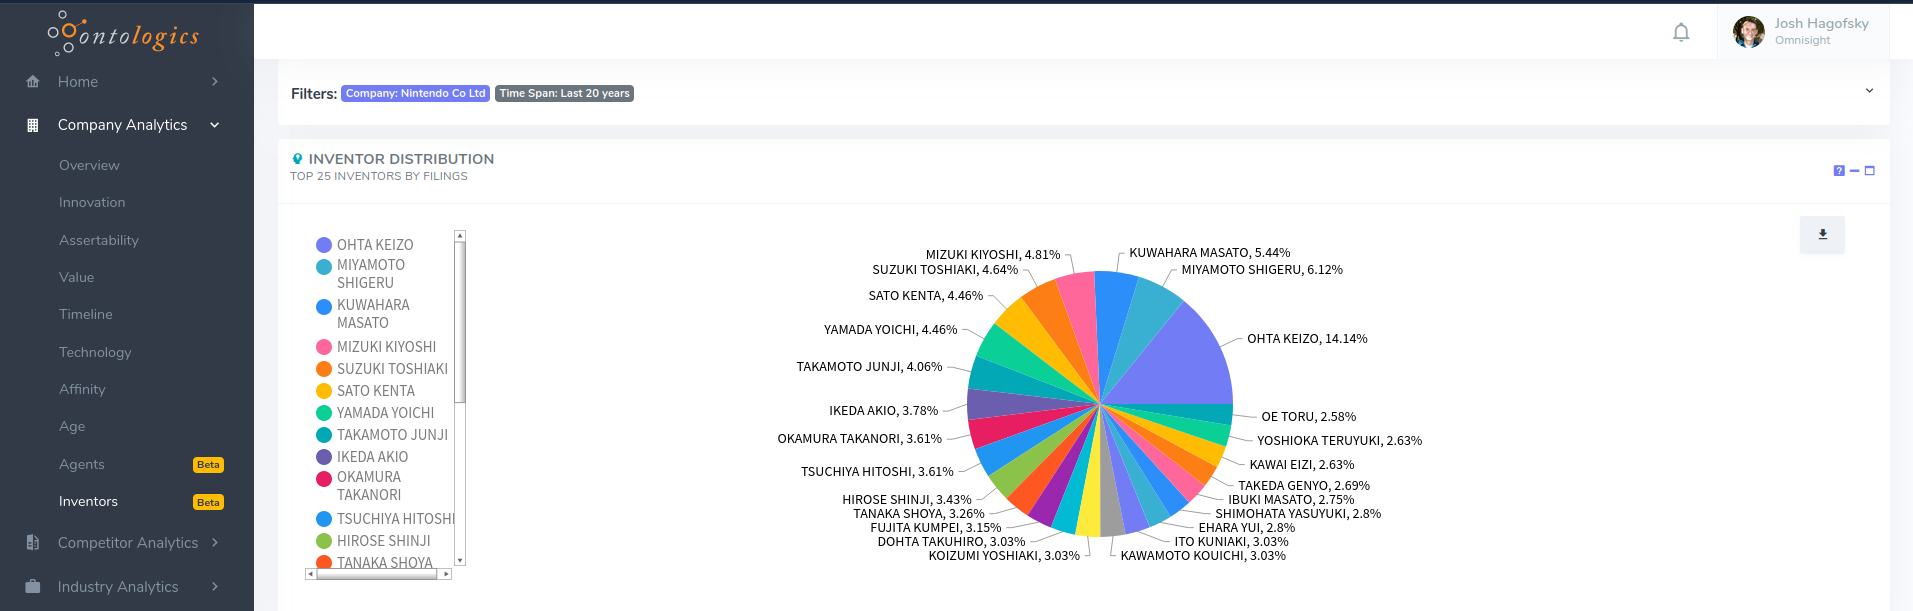 ontologics
Josh Hagofsky
Omnisight
Home
Company Analytics
Overview
Innovation
Assertability
Value
Timeline
Technology
Affinity
Age
Agents Beta
Inventors Beta
Competitor Analytics
Industry Analytics
Filters: Company: Nintendo Co Ltd Time Span: Last 20 years
INVENTOR DISTRIBUTION
TOP 25 INVENTORS BY FILINGS
?
OHTA KEIZO
MIYAMOTO
SHIGERU
KUWAHARA
MASATO
MIZUKI KIYOSHI
SUZUKI TOSHIAKI
SATO KENTA
YAMADA YOICHI
TAKAMOTO JUNJI
IKEDA AKIO
OKAMURA
TAKANORI
TSUCHIYA HITOSHI
HIROSE SHINJI
TANAKA SHOYA
MIZUKI KIYOSHI, 4.81%
SUZUKI TOSHIAKI, 4.64%
SATO KENTA, 4.46%
YAMADA YOICHI, 4.46%
TAKAMOTO JUNJI, 4.06%
IKEDA AKIO, 3.78%
OKAMURA TAKANORI, 3.61%
TSUCHIYA HITOSHI, 3.61%
HIROSE SHINJI, 3.43%
TANAKA SHOYA, 3.26%
FUJITA KUMPEI, 3.15%
DOHTA TAKUHIRO, 3.03%
KOIZUMI YOSHIAKI, 3.03%
KUWAHARA MASATO, 5.44%
MIYAMOTO SHIGERU, 6.12%
OHTA KEIZO, 14.14%
OE TORU, 2.58%
YOSHIOKA TERUYUKI, 2.63%
KAWAI EIZI, 2.63%
TAKEDA GENYO, 2.69%
IBUKI MASATO, 2.75%
SHIMOHATA YASUYUKI, 2.8%
EHARA YUI, 2.8%
ITO KUNIAKI, 3.03%
KAWAMOTO KOUICHI, 3.03%